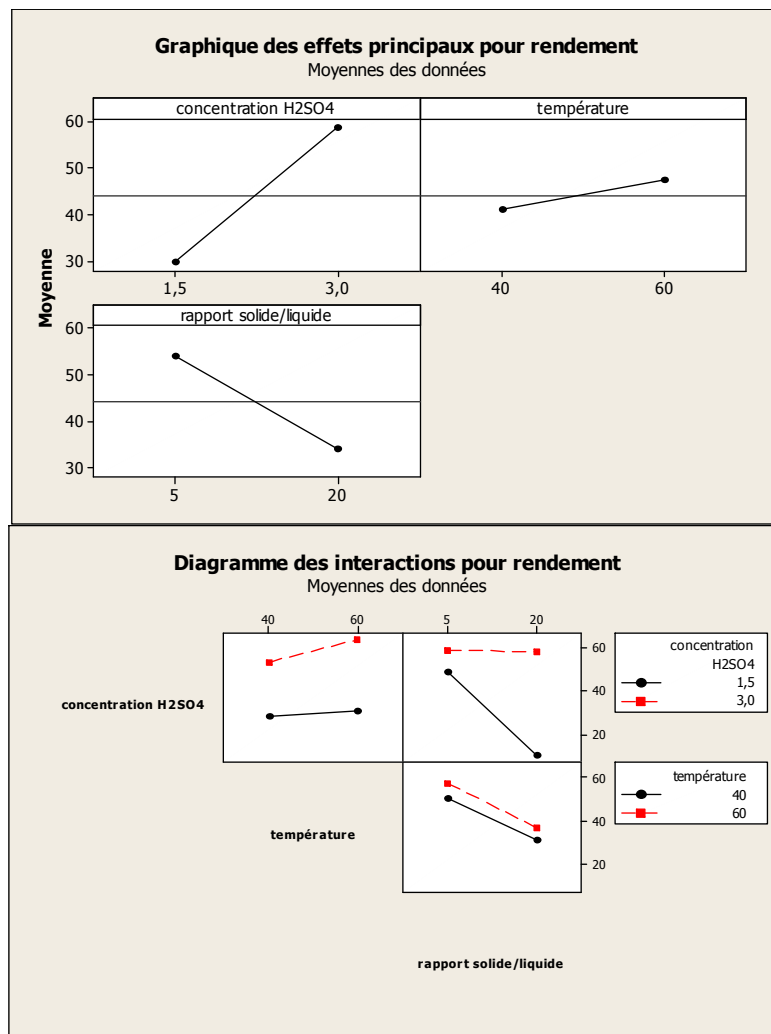 Graphique des effets principaux pour rendement
Moyennes des données
concentration H2SO4
température
60
50
40
30
1,5
3,0
40
60
Moyenne
rapport solide/liquide
60
50
40
30
5
20
Diagramme des interactions pour rendement
Moyennes des données
40
60
5
20
concentration H2SO4
60
40
20
concentration
H2SO4
1,5
3,0
température
60
40
20
température
40
60
rapport solide/liquide